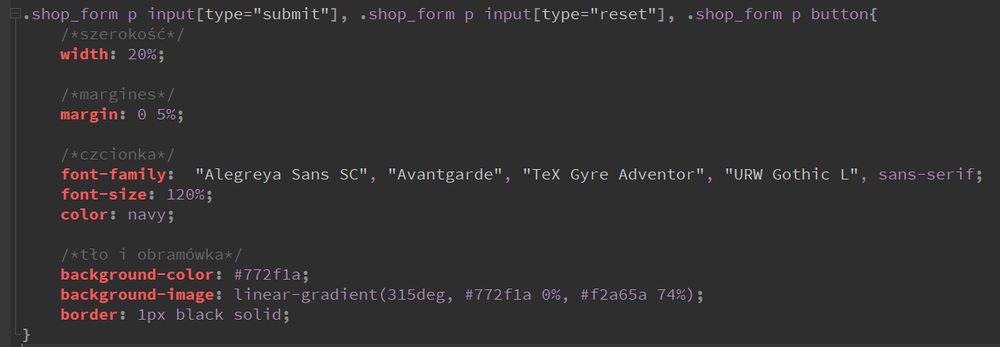 .shop_form p input[type="submit"], .shop_form p input[type="reset"], .shop_form p button{
/*szerokość*/
width: 20%;
/*margines*/
margin: 0 5%;
/*czcionka*/
font-family:  "Alegreya Sans SC", "Avantgarde", "TeX Gyre Adventor", "URW Gothic L", sans-serif;
font-size: 120%;
color: navy;
/*tło i obramówka*/
background-color: #772f1a;
background-image: linear-gradient(315deg, #772f1a 0%, #f2a65a 74%);
border: 1px black solid;
}